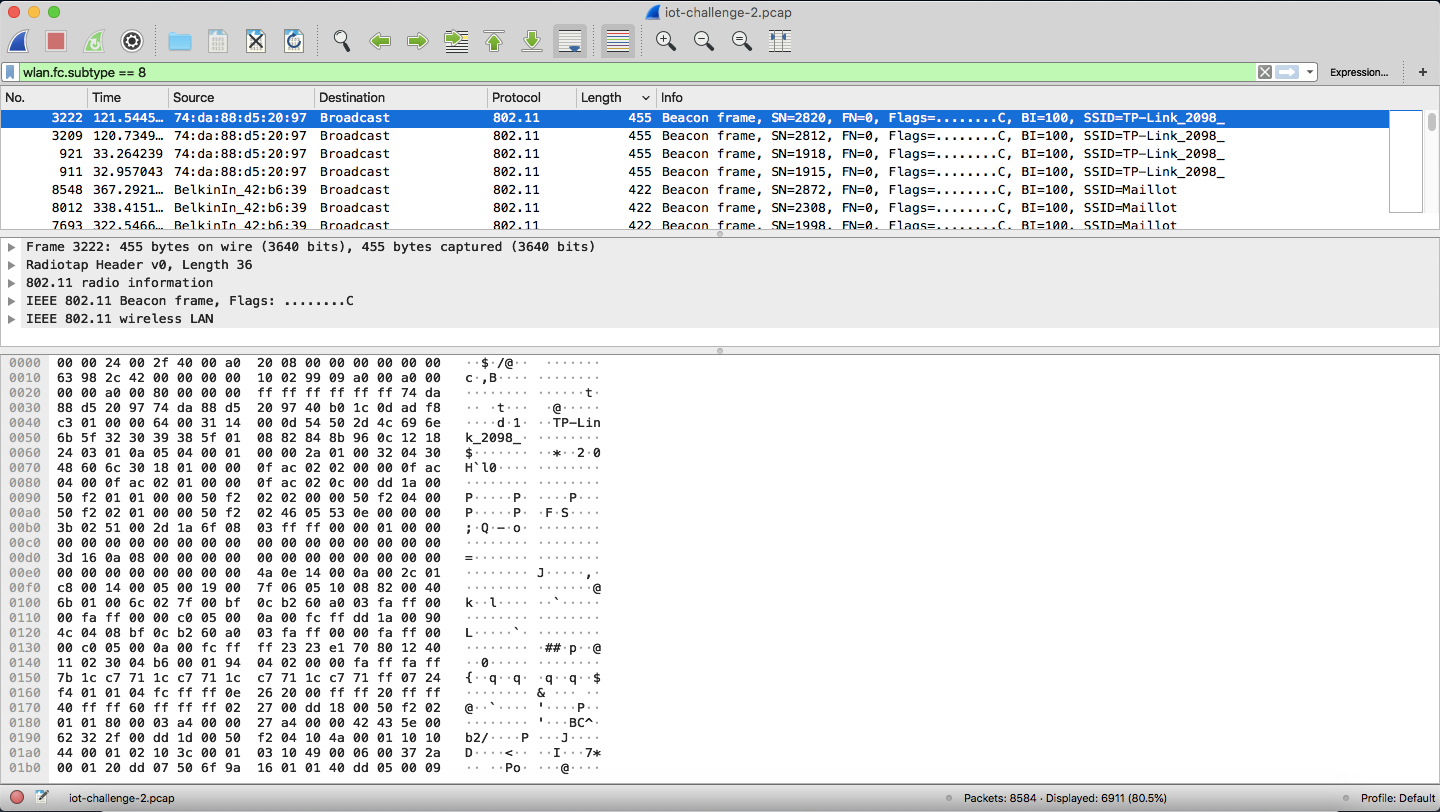 iot-challenge-2.pcap
wlan.fc.subtype == 8 Expression... +
No. Time Source Destination Protocol Length Info
3222 121.5445… 74:da:88:d5:20:97 Broadcast 802.11 455 Beacon frame, SN=2820, FN=0, Flags=........C, BI=100, SSID=TP-Link_2098_
3209 120.7349… 74:da:88:d5:20:97 Broadcast 802.11 455 Beacon frame, SN=2812, FN=0, Flags=........C, BI=100, SSID=TP-Link_2098_
921 33.264239 74:da:88:d5:20:97 Broadcast 802.11 455 Beacon frame, SN=1918, FN=0, Flags=........C, BI=100, SSID=TP-Link_2098_
911 32.957043 74:da:88:d5:20:97 Broadcast 802.11 455 Beacon frame, SN=1915, FN=0, Flags=........C, BI=100, SSID=TP-Link_2098_
8548 367.2921… BelkinIn_42:b6:39 Broadcast 802.11 422 Beacon frame, SN=2872, FN=0, Flags=........C, BI=100, SSID=Maillot
8012 338.4151… BelkinIn_42:b6:39 Broadcast 802.11 422 Beacon frame, SN=2308, FN=0, Flags=........C, BI=100, SSID=Maillot
7693 322.5466… BelkinIn_42:b6:39 Broadcast 802.11 422 Beacon frame, SN=1998, FN=0, Flags=........C, BI=100, SSID=Maillot
Frame 3222: 455 bytes on wire (3640 bits), 455 bytes captured (3640 bits)
Radiotap Header v0, Length 36
802.11 radio information
IEEE 802.11 Beacon frame, Flags: ........C
IEEE 802.11 wireless LAN
0000 00 00 24 00 2f 40 00 a0 20 08 00 00 00 00 00 00 ··$·/@·· ········
0010 63 98 2c 42 00 00 00 00 10 02 99 09 a0 00 a0 00 c·,B···· ········
0020 00 00 a0 00 80 00 00 00 ff ff ff ff ff ff 74 da ········ ······t·
0030 88 d5 20 97 74 da 88 d5 20 97 40 b0 1c 0d ad f8 ·· ·t··· ·@·····
0040 c3 01 00 00 64 00 31 14 00 0d 54 50 2d 4c 69 6e ····d·1· ··TP-Lin
0050 6b 5f 32 30 39 38 5f 01 08 82 84 8b 96 0c 12 18 k_2098_· ········
0060 24 03 01 0a 05 04 00 01 00 00 2a 01 00 32 04 30 $······· ··*··2·0
0070 48 60 6c 30 18 01 00 00 0f ac 02 02 00 00 0f ac H`l0···· ········
0080 04 00 0f ac 02 01 00 00 0f ac 02 0c 00 dd 1a 00 ········ ········
0090 50 f2 01 01 00 00 50 f2 02 02 00 00 50 f2 04 00 P·····P· ····P···
00a0 50 f2 02 01 00 00 50 f2 02 46 05 53 0e 00 00 00 P·····P· ·F·S····
00b0 3b 02 51 00 2d 1a 6f 08 03 ff ff 00 00 01 00 00 ;·Q·-·o· ········
00c0 00 00 00 00 00 00 00 00 00 00 00 00 00 00 00 00 ········ ········
00d0 3d 16 0a 08 00 00 00 00 00 00 00 00 00 00 00 00 =······· ········
00e0 00 00 00 00 00 00 00 00 4a 0e 14 00 0a 00 2c 01 ········ J·····,·
00f0 c8 00 14 00 05 00 19 00 7f 06 05 10 08 82 00 40 ········ ·······@
0100 6b 01 00 6c 02 7f 00 bf 0c b2 60 a0 03 fa ff 00 k··l···· ··`·····
0110 00 fa ff 00 00 c0 05 00 0a 00 fc ff dd 1a 00 90 ········ ········
0120 4c 04 08 bf 0c b2 60 a0 03 fa ff 00 00 fa ff 00 L·····`· ········
0130 00 c0 05 00 0a 00 fc ff ff 23 23 e1 70 80 12 40 ········ ·##·p··@
0140 11 02 30 04 b6 00 01 94 04 02 00 00 fa ff fa ff ··0····· ········
0150 7b 1c c7 71 1c c7 71 1c c7 71 1c c7 71 ff 07 24 {··q··q· ·q··q··$
0160 f4 01 01 04 fc ff ff 0e 26 20 00 ff ff 20 ff ff ········ & ··· ··
0170 40 ff ff 60 ff ff ff 02 27 00 dd 18 00 50 f2 02 @··`···· '····P··
0180 01 01 80 00 03 a4 00 00 27 a4 00 00 42 43 5e 00 ········ '···BC^·
0190 62 32 2f 00 dd 1d 00 50 f2 04 10 4a 00 01 10 10 b2/····P ···J····
01a0 44 00 01 02 10 3c 00 01 03 10 49 00 06 00 37 2a D····<·· ··I···7*
01b0 00 01 20 dd 07 50 6f 9a 16 01 01 40 dd 05 00 09 ·· ··Po· ···@····
iot-challenge-2.pcap Packets: 8584 · Displayed: 6911 (80.5%) Profile: Default